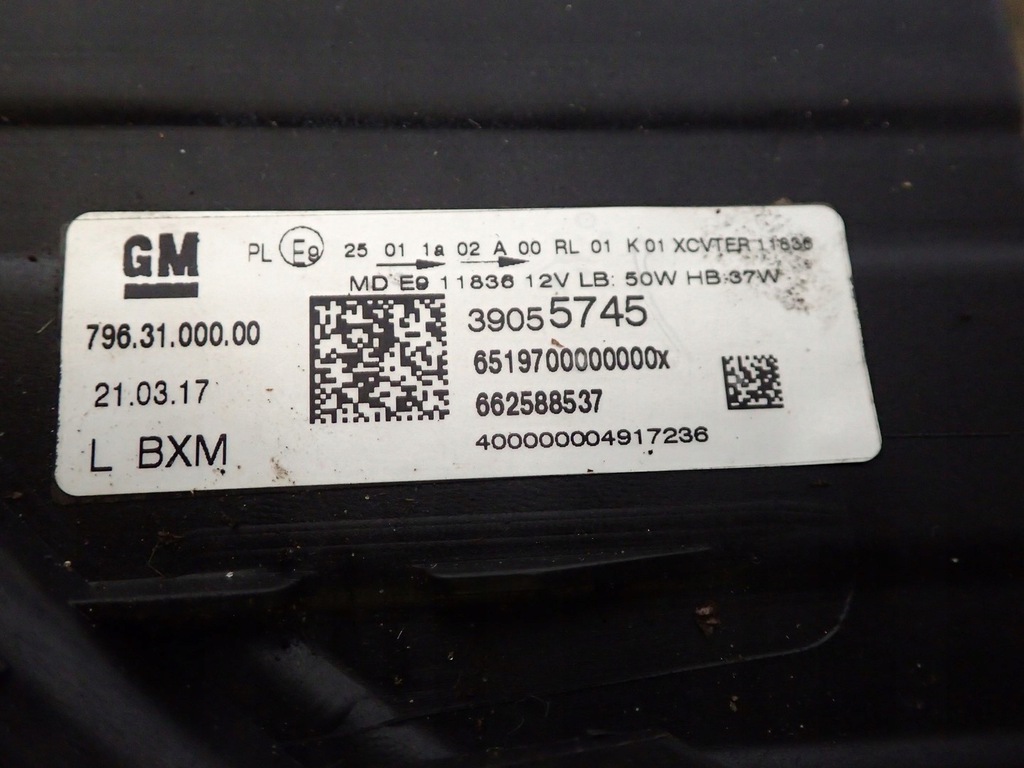 GM
PL E9 25 01 1a 02 A 00 RL 01 K 01 XCVTER 11836
MD E9 11836 12V LB: 50W HB 37W
796.31.000.00
39055745
6519700000000X
21.03.17
662588537
400000004917236
L BXM